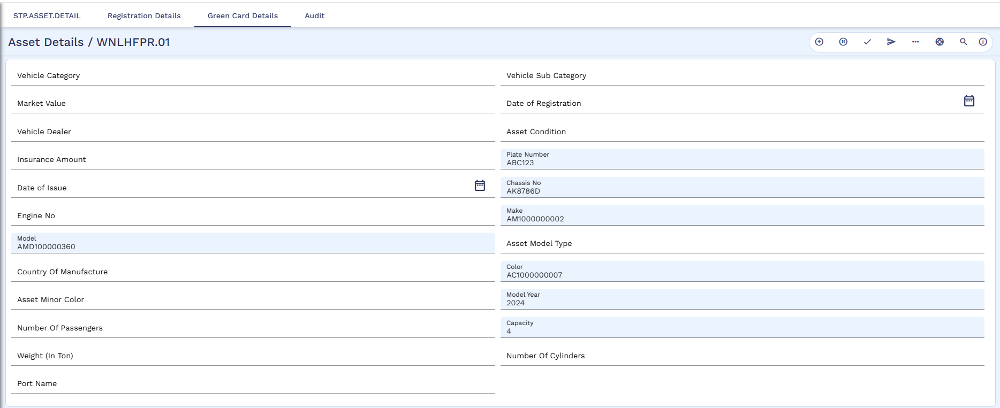 STP.ASSET.DETAIL
Registration Details
Green Card Details
Audit
Asset Details / WNLHFPR.01
Vehicle Category
Vehicle Sub Category
Market Value
Date of Registration
Vehicle Dealer
Asset Condition
Insurance Amount
Plate Number
ABC123
Date of Issue
Chassis No
AK8786D
Engine No
Make
AM1000000002
Model
AMD100000360
Asset Model Type
Country Of Manufacture
Color
AC1000000007
Asset Minor Color
Model Year
2024
Number Of Passengers
Capacity
4
Weight (In Ton)
Number Of Cylinders
Port Name